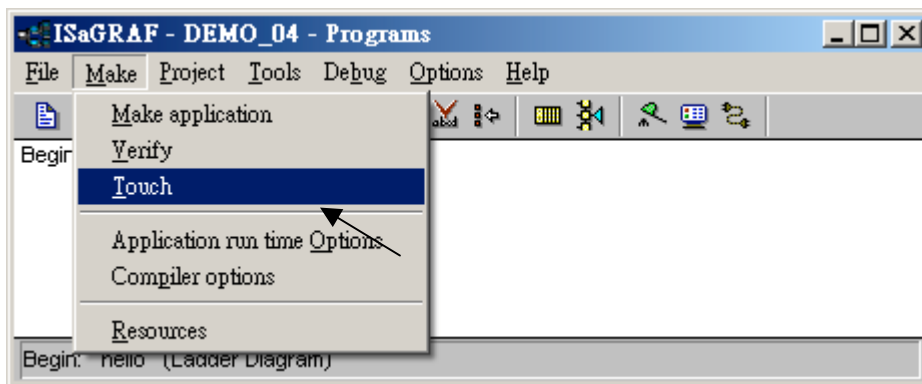 ISaGRAF - DEMO_04 - Programs
File Make Project Tools Debug Options Help
Make application
Verify
Touch
Application run time Options
Compiler options
Resources
Begin: hello (Ladder Diagram)